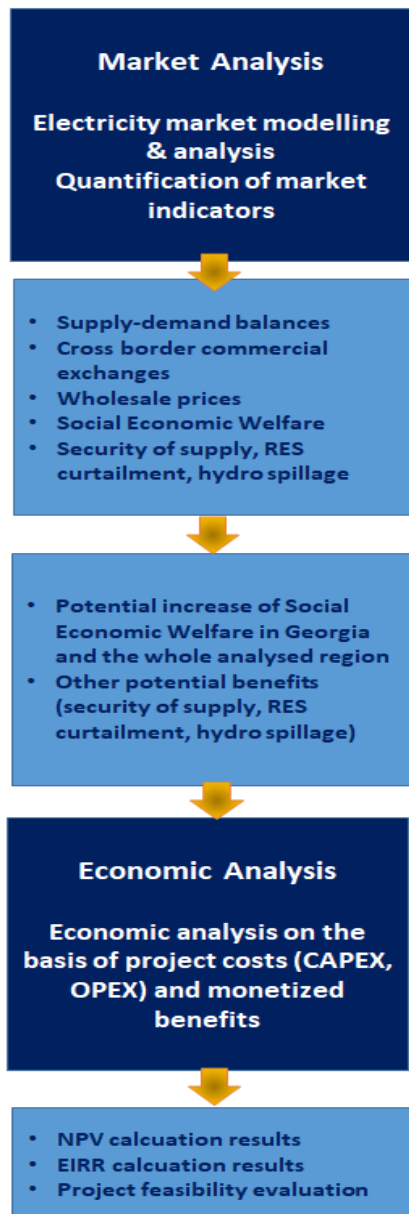 Market Analysis
Electricity market modelling
& analysis
Quantification of market
indicators
• Supply-demand balances
• Cross border commercial
exchanges
• Wholesale prices
• Social Economic Welfare
• Security of supply, RES
curtailment, hydro spillage
• Potential increase of Social
Economic Welfare in Georgia
and the whole analysed region
• Other potential benefits
(security of supply, RES
curtailment, hydro spillage)
Economic Analysis
Economic analysis on the
basis of project costs (CAPEX,
OPEX) and monetized
benefits
• NPV calcuation results
• EIRR calcuation results
• Project feasibility evaluation